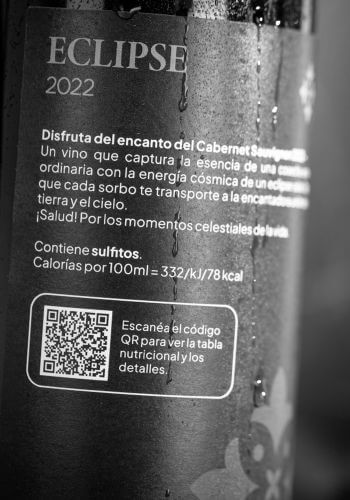 ECLIPSE
2022
Disfruta del encanto del Cabernet Sauvignon
Un vino que captura la esencia de una
ordinaria con la energía cósmica de un eclipse
que cada sorbo te transporte a la
tierra y el cielo.
¡Salud! Por los momentos celestiales de la vida
Contiene sulfitos.
Calorías por 100ml = 332/kJ/78 kcal
Escanéa el código
QR para ver la tabla
nutricional y los
detalles.